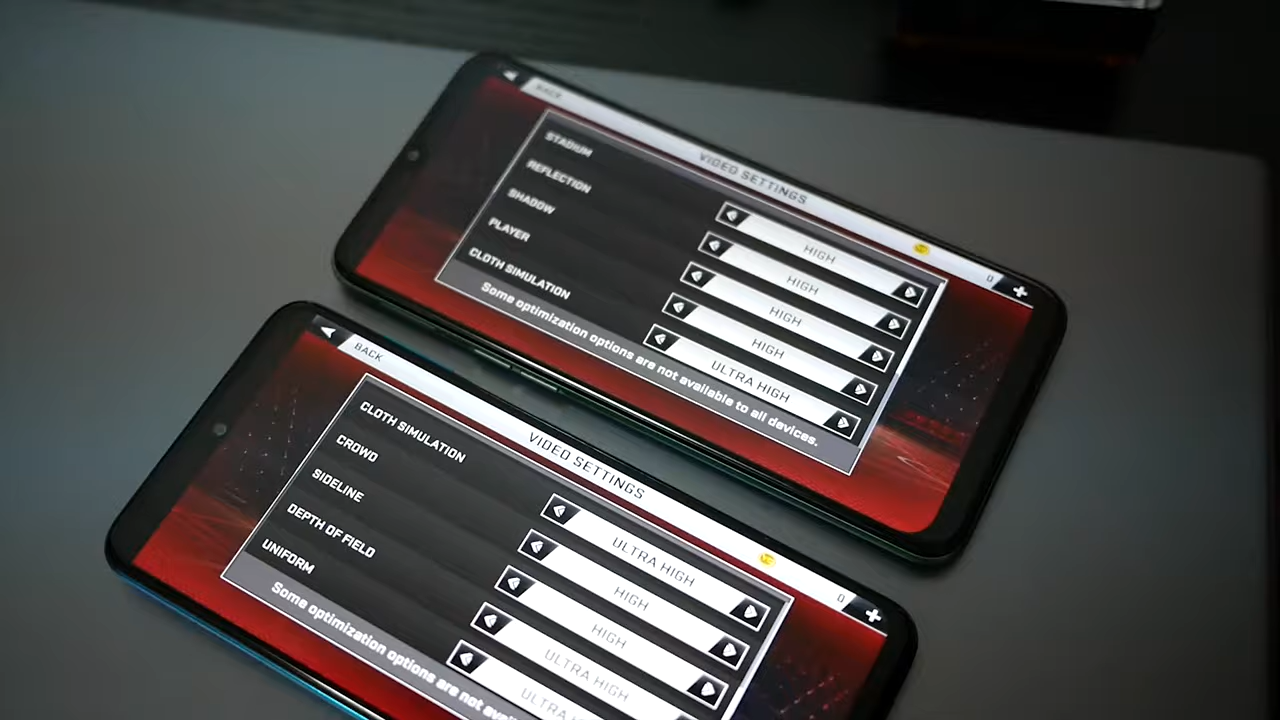 BACK
VIDEO SETTINGS
0
STADIUM
HIGH
REFLECTION
HIGH
SHADOW
HIGH
PLAYER
HIGH
CLOTH SIMULATION
ULTRA HIGH
Some optimization options are not available to all devices.
BACK
VIDEO SETTINGS
0
CLOTH SIMULATION
ULTRA HIGH
CROWD
HIGH
SIDELINE
HIGH
DEPTH OF FIELD
ULTRA HIGH
UNIFORM
ULTRA
Some optimization options are not